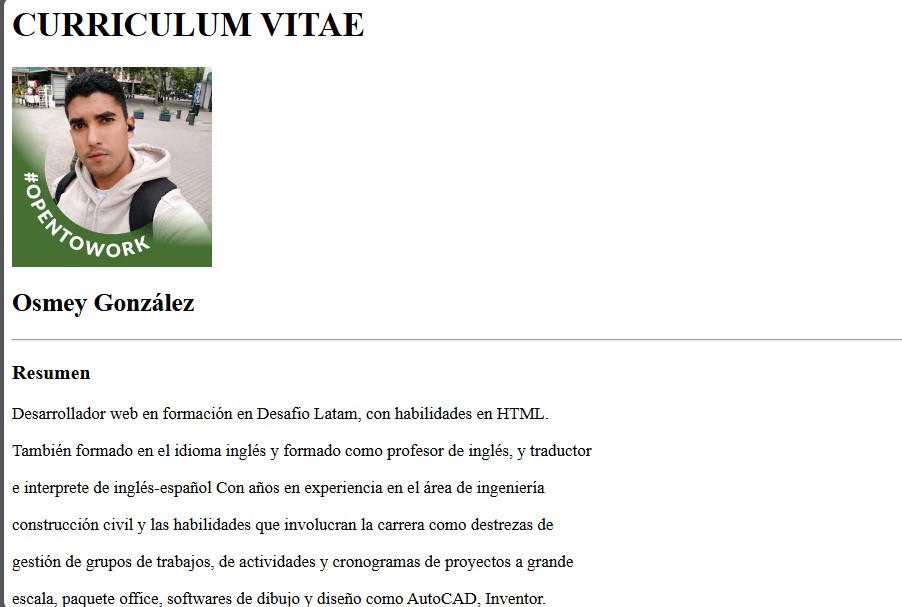 CURRICULUM VITAE
#OPENTOWORK
Osmey González
Resumen
Desarrollador web en formación en Desafio Latam, con habilidades en HTML.
También formado en el idioma inglés y formado como profesor de inglés, y traductor
e interprete de inglés-español Con años en experiencia en el área de ingeniería
construcción civil y las habilidades que involucran la carrera como destrezas de
gestión de grupos de trabajos, de actividades y cronogramas de proyectos a grande
escala, paquete office, softwares de dibujo y diseño como AutoCAD, Inventor.